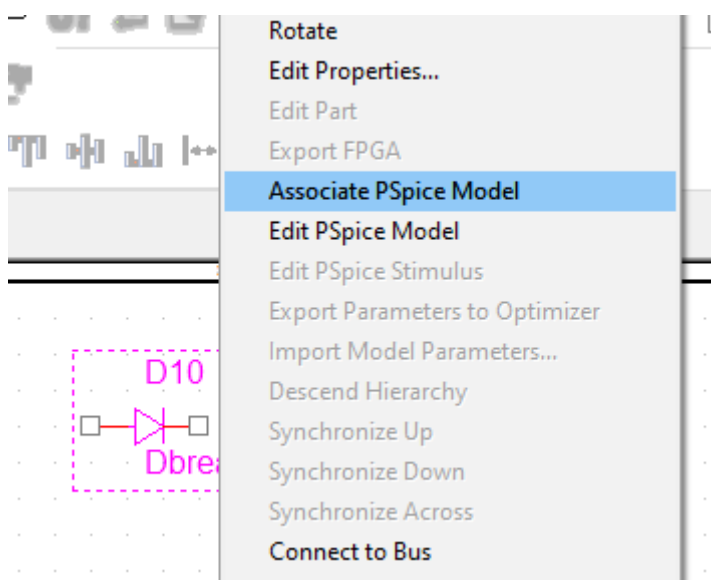 Rotate
Edit Properties...
Edit Part
Export FPGA
Associate PSpice Model
Edit PSpice Model
Edit PSpice Stimulus
Export Parameters to Optimizer
Import Model Parameters...
Descend Hierarchy
Synchronize Up
Synchronize Down
Synchronize Across
Connect to Bus
D10
Dbrea